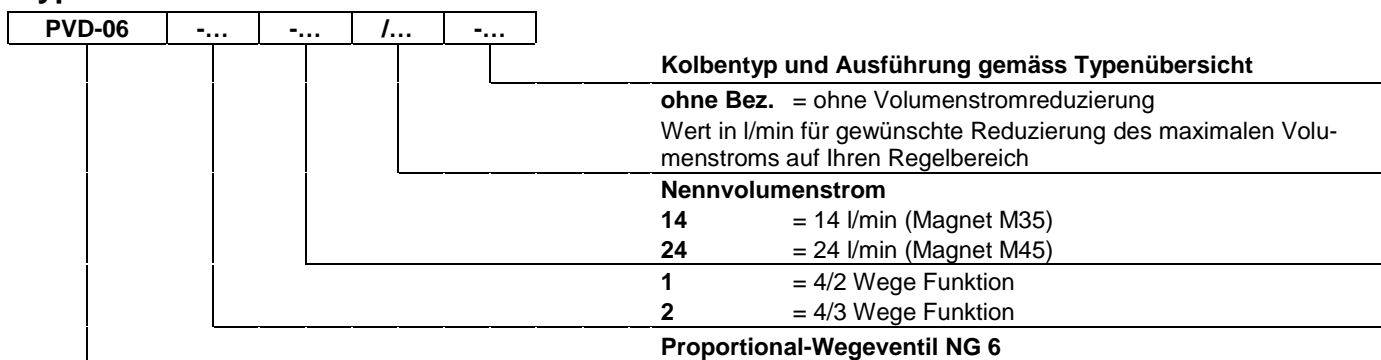 PVD-06 -… -… /… -…
Kolbentyp und Ausführung gemäss Typenübersicht
ohne Bez. = ohne Volumenstromreduzierung
Wert in l/min für gewünschte Reduzierung des maximalen Volu-
menstroms auf Ihren Regelbereich
Nennvolumenstrom
14 = 14 l/min (Magnet M35)
24 = 24 l/min (Magnet M45)
1 = 4/2 Wege Funktion
2 = 4/3 Wege Funktion
Proportional-Wegeventil NG 6